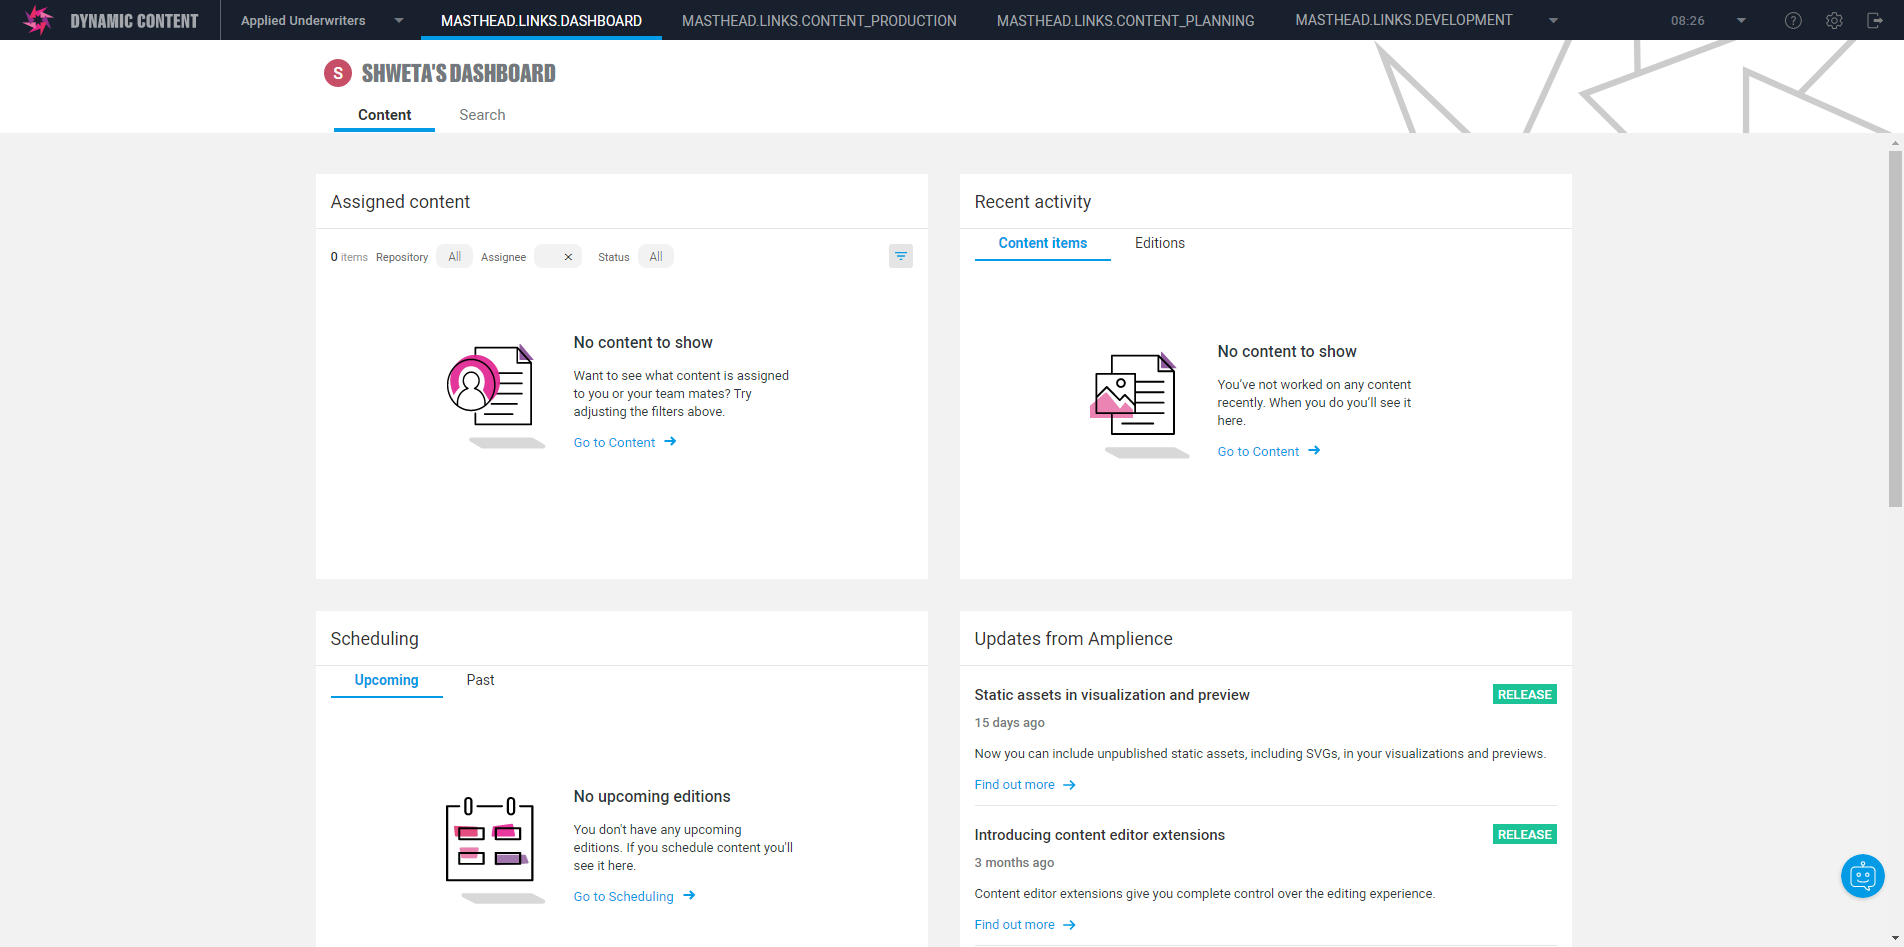 DYNAMIC CONTENT
Applied Underwriters
MASTHEAD.LINKS.DASHBOARD
MASTHEAD.LINKS.CONTENT_PRODUCTION
MASTHEAD.LINKS.CONTENT_PLANNING
MASTHEAD.LINKS.DEVELOPMENT
08:26
S SHWETA'S DASHBOARD
Content Search
Assigned content
0 items Repository All Assignee Status All
No content to show
Want to see what content is assigned
to you or your team mates? Try
adjusting the filters above.
Go to Content
Recent activity
Content items Editions
No content to show
You've not worked on any content
recently. When you do you'll see it
here.
Go to Content
Scheduling
Upcoming Past
No upcoming editions
You don't have any upcoming
editions. If you schedule content you'll
see it here.
Go to Scheduling
Updates from Amplience
Static assets in visualization and preview RELEASE
15 days ago
Now you can include unpublished static assets, including SVGs, in your visualizations and previews.
Find out more
Introducing content editor extensions RELEASE
3 months ago
Content editor extensions give you complete control over the editing experience.
Find out more